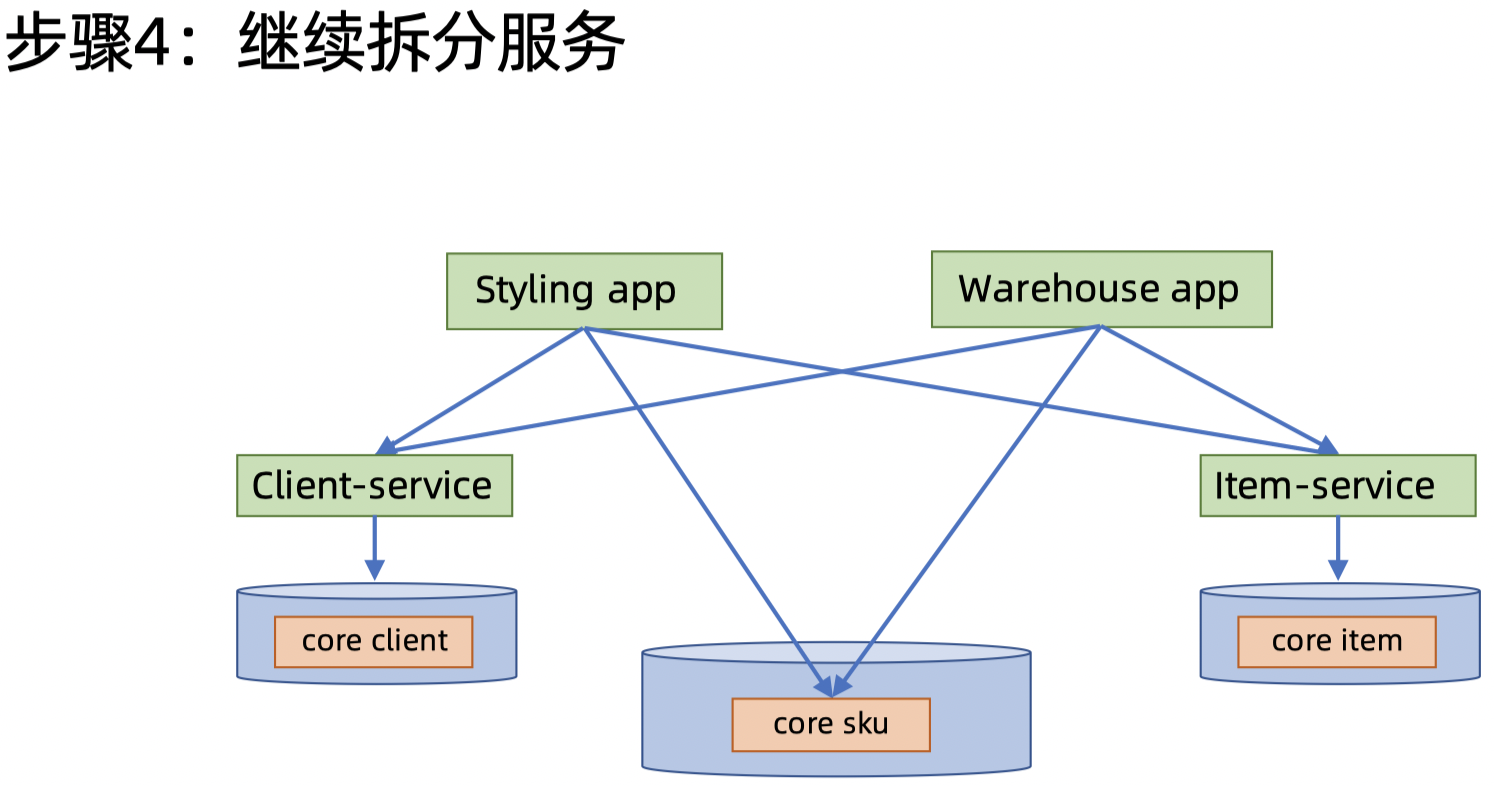 步骤4：继续拆分服务
Styling app
Warehouse app
Client-service
Item-service
core client
core item
core sku